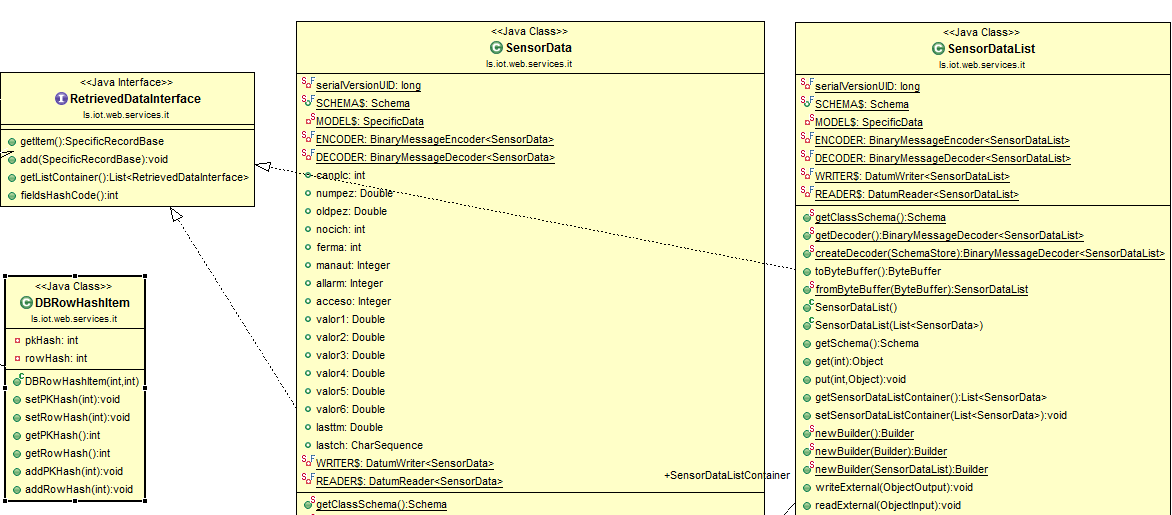 <<Java Interface>>
RetrievedDataInterface
ls.iot.web.services.it
getItem():SpecificRecordBase
add(SpecificRecordBase):void
getListContainer():List<RetrievedDataInterface>
fieldsHashCode():int
<<Java Class>>
DBRowHashItem
ls.iot.web.services.it
pkHash: int
rowHash: int
DBRowHashItem(int,int)
setPKHash(int):void
setRowHash(int):void
getPKHash():int
getRowHash():int
addPKHash(int):void
addRowHash(int):void
<<Java Class>>
SensorData
ls.iot.web.services.it
serialVersionUID: long
SCHEMA$: Schema
MODEL$: SpecificData
ENCODER: BinaryMessageEncoder<SensorData>
DECODER: BinaryMessageDecoder<SensorData>
canplc: int
numpez: Double
oldpez: Double
nocich: int
ferma: int
manaut: Integer
allarm: Integer
acceso: Integer
valor1: Double
valor2: Double
valor3: Double
valor4: Double
valor5: Double
valor6: Double
lasttm: Double
lastch: CharSequence
WRITER$: DatumWriter<SensorData>
READER$: DatumReader<SensorData>
getClassSchema():Schema
+SensorDataListContainer
<<Java Class>>
SensorDataList
ls.iot.web.services.it
serialVersionUID: long
SCHEMA$: Schema
MODEL$: SpecificData
ENCODER: BinaryMessageEncoder<SensorDataList>
DECODER: BinaryMessageDecoder<SensorDataList>
WRITER$: DatumWriter<SensorDataList>
READER$: DatumReader<SensorDataList>
getClassSchema():Schema
getDecoder():BinaryMessageDecoder<SensorDataList>
createDecoder(SchemaStore):BinaryMessageDecoder<SensorDataList>
toByteBuffer():ByteBuffer
fromByteBuffer(ByteBuffer):SensorDataList
SensorDataList()
SensorDataList(List<SensorData>)
getSchema():Schema
get(int):Object
put(int,Object):void
getSensorDataListContainer():List<SensorData>
setSensorDataListContainer(List<SensorData>):void
newBuilder():Builder
newBuilder(Builder):Builder
newBuilder(SensorDataList):Builder
writeExternal(ObjectOutput):void
readExternal(ObjectInput):void